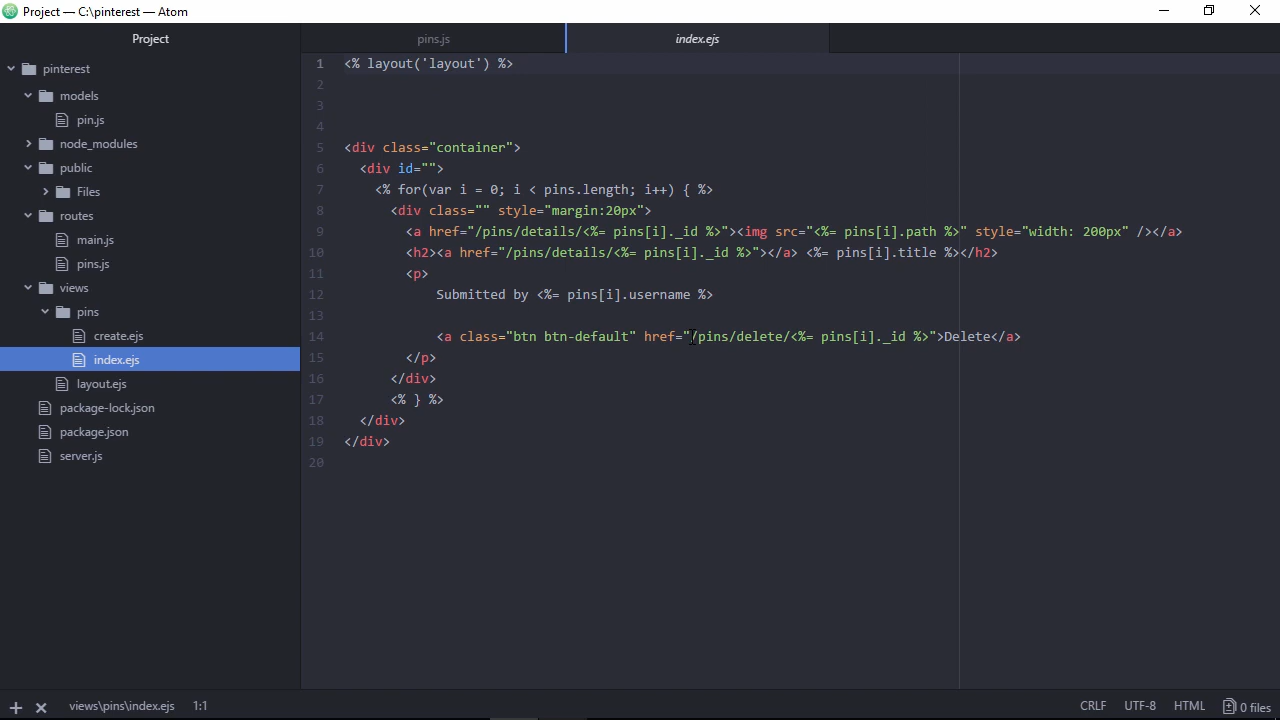 Project — C:\pinterest — Atom
Project
pins.js
index.ejs
pinterest
models
pin.js
node_modules
public
Files
routes
main.js
pins.js
views
pins
create.ejs
index.ejs
layout.ejs
package-lock.json
package.json
server.js
1 <% layout('layout') %>
2
3
4
5 <div class="container">
6 <div id="">
7 <% for(var i = 0; i < pins.length; i++) { %>
8 <div class="" style="margin:20px">
9 <a href="/pins/details/<%= pins[i]._id %>"><img src="<%= pins[i].path %>" style="width: 200px" /></a>
10 <h2><a href="/pins/details/<%= pins[i]._id %>"></a> <%= pins[i].title %></h2>
11 <p>
12 Submitted by <%= pins[i].username %>
13
14 <a class="btn btn-default" href="/pins/delete/<%= pins[i]._id %>">Delete</a>
15 </p>
16 </div>
17 <% } %>
18 </div>
19 </div>
20
views\pins\index.ejs 1:1 CRLF UTF-8 HTML 0 files